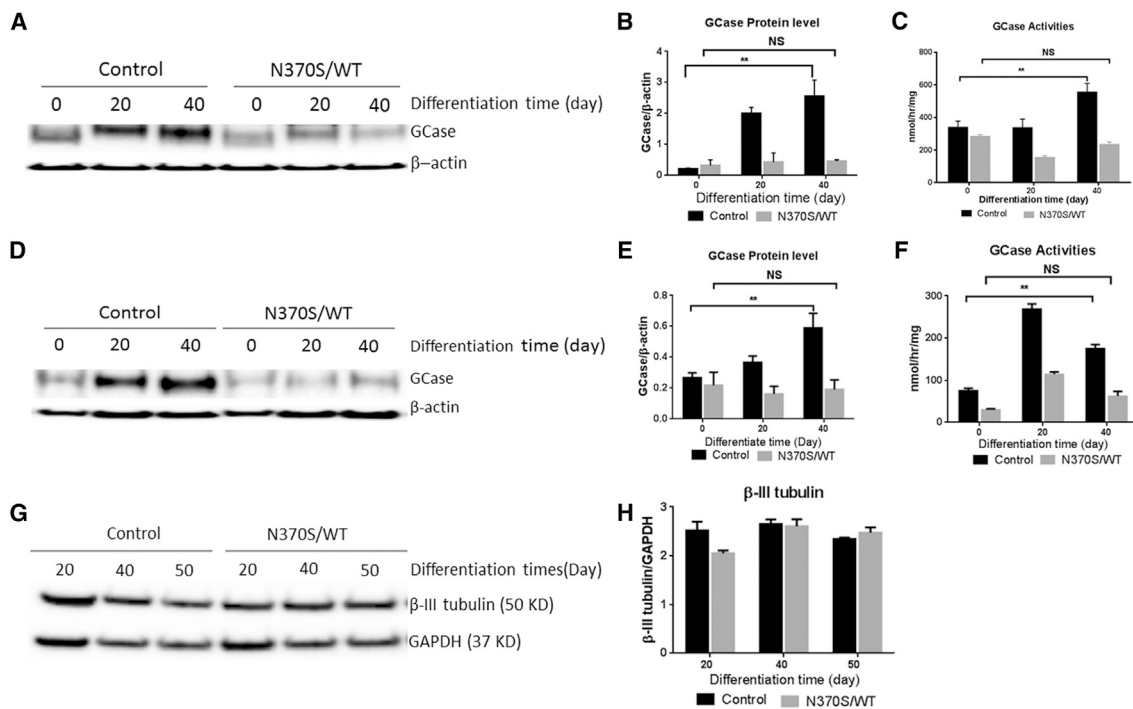 A
Control N370S/WT
0 20 40 0 20 40 Differentiation time (day)
GCase
β–actin
B
GCase Protein level
NS
**
4
3
2
1
0
GCase/β-actin
0 20 40
Differentiation time (day)
Control N370S/WT
C
GCase Activities
NS
**
800
600
400
200
0
nmol/hr/mg
0 20 40
Differentiation time (day)
Control N370S/WT
D
Control N370S/WT
0 20 40 0 20 40 Differentiation time (day)
GCase
β-actin
E
GCase Protein level
NS
**
0.8
0.6
0.4
0.2
0.0
GCase/β-actin
0 20 40
Differentiate time (Day)
Control N370S/WT
F
GCase Activities
NS
**
300
200
100
0
nmol/hr/mg
0 20 40
Differentiation time (day)
Control N370S/WT
G
Control N370S/WT
20 40 50 20 40 50 Differentiation times(Day)
β-III tubulin (50 KD)
GAPDH (37 KD)
H
β-III tubulin
3
2
1
0
β-III tubulin/GAPDH
20 40 50
Differentiation time (day)
Control N370S/WT